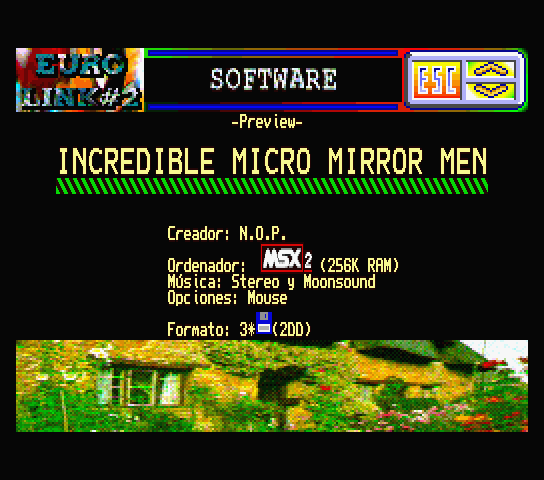 EURO
LINK#2
SOFTWARE
ESC
-Preview-
INCREDIBLE MICRO MIRROR MEN
Creador: N.O.P.
Ordenador: MSX2 (256K RAM)
Música: Stereo y Moonsound
Opciones: Mouse
Formato: 3* (2DD)